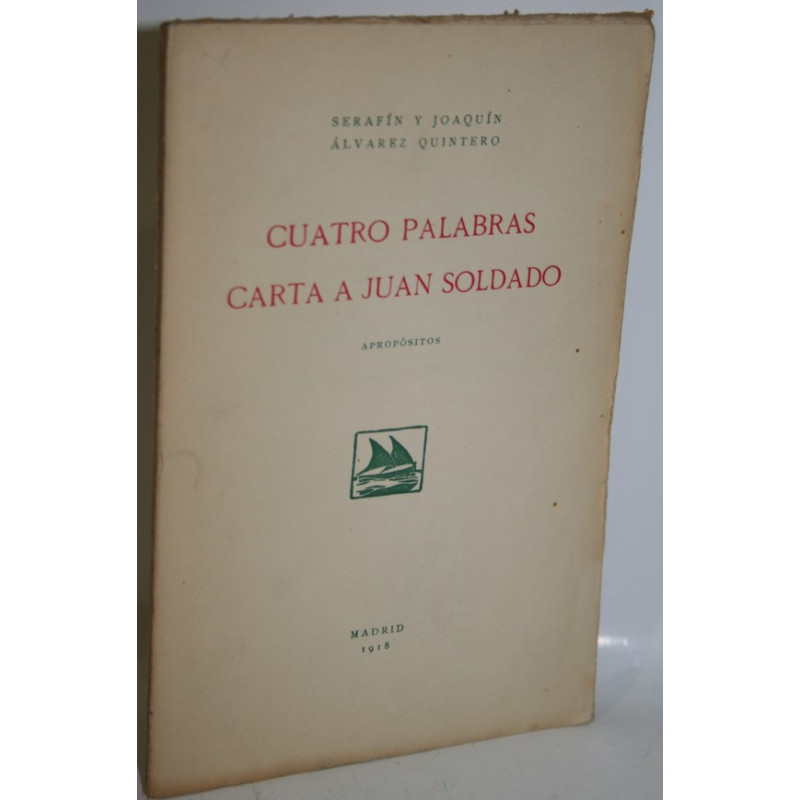 SERAFÍN Y JOAQUÍN
ÁLVAREZ QUINTERO
CUATRO PALABRAS
CARTA A JUAN SOLDADO
APROPÓSITOS
MADRID
1918